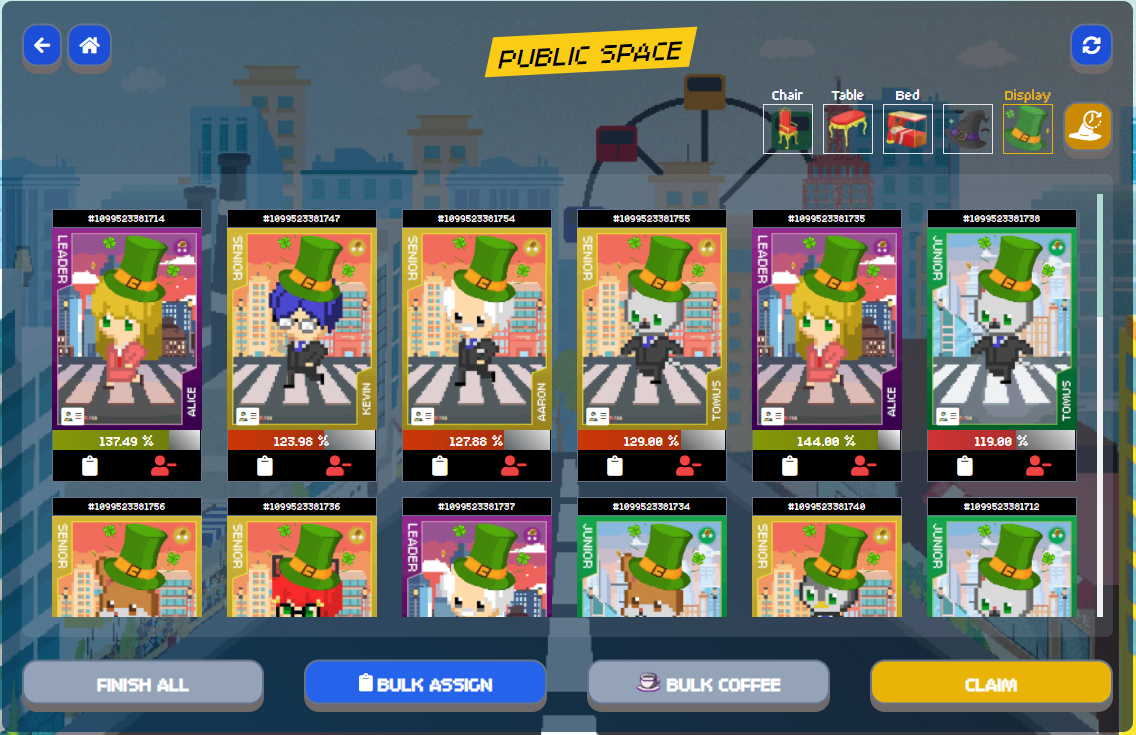 PUBLIC SPACE
Chair
Table
Bed
Display
#1099523381714
#1099523381747
#1099523381754
#1099523381755
#1099523381735
#1099523381738
LEADER
ALICE
SENIOR
KEVIN
SENIOR
AARON
SENIOR
TOMUS
LEADER
ALICE
JUNIOR
TOMUS
137.49 %
123.98 %
127.88 %
129.00 %
144.00 %
119.00 %
#1099523381756
#1099523381736
#1099523381737
#1099523381734
#1099523381740
#1099523381712
SENIOR
SENIOR
LEADER
JUNIOR
SENIOR
JUNIOR
FINISH ALL
BULK ASSIGN
BULK COFFEE
CLAIM